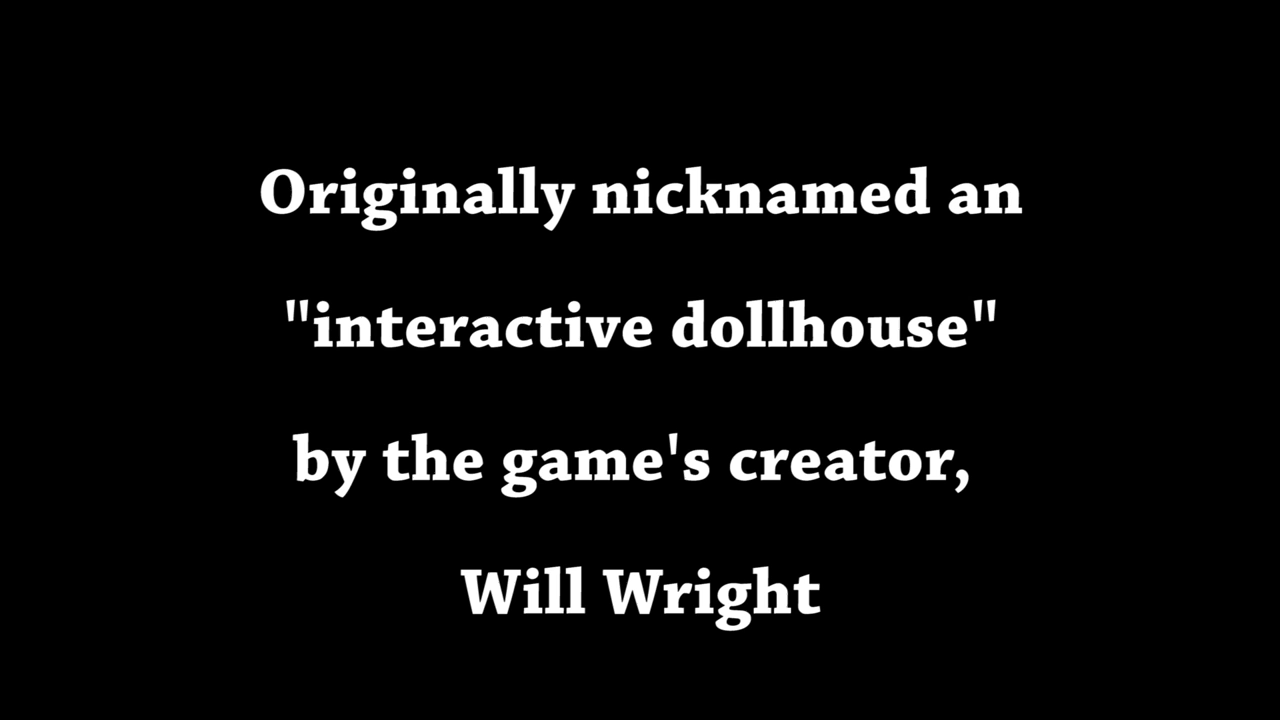 Originally nicknamed an
"interactive dollhouse"
by the game's creator,
Will Wright